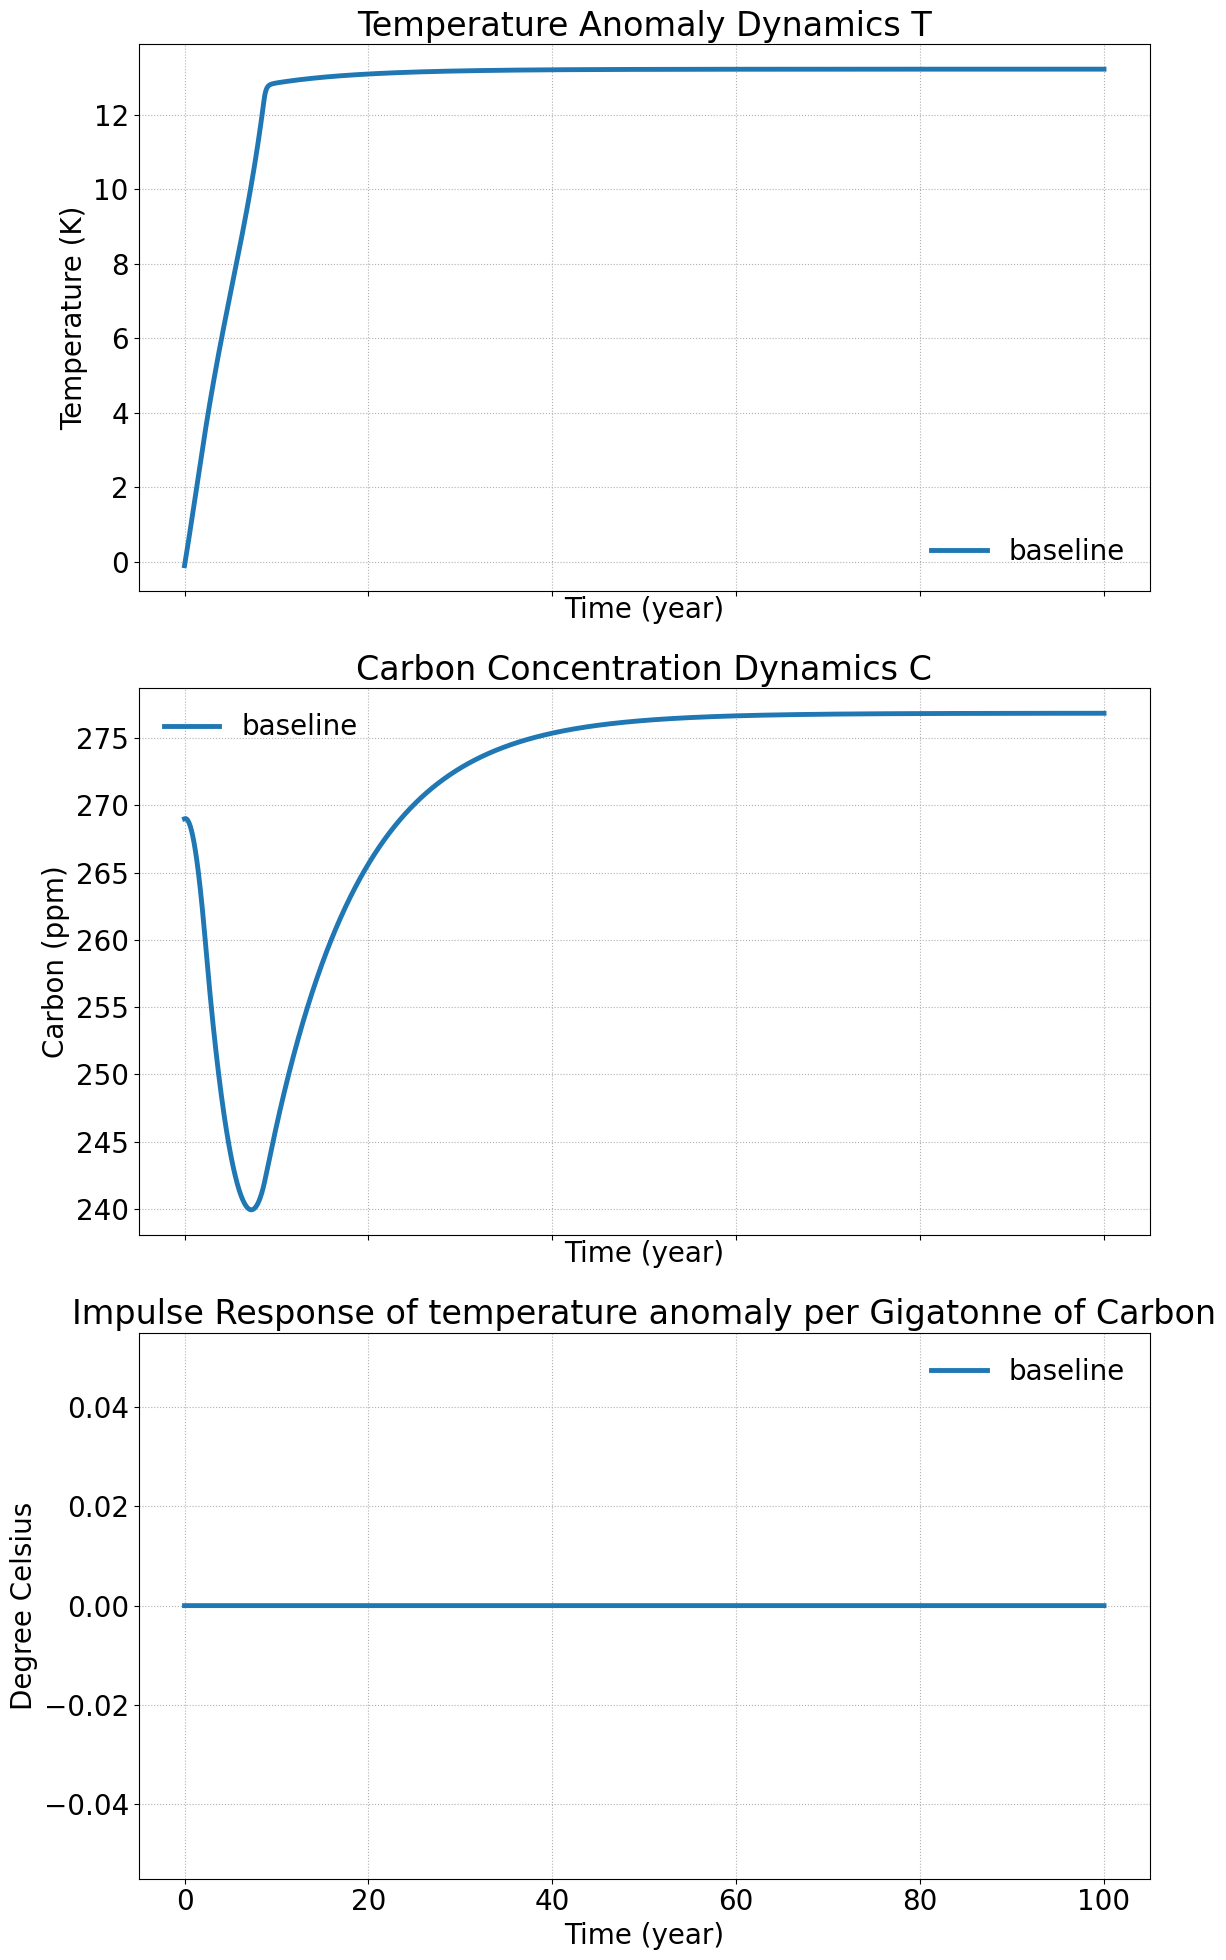 Temperature Anomaly Dynamics T
12
10
8
6
4
2
0
Temperature (K)
baseline
Time (year)
Carbon Concentration Dynamics C
275
270
265
260
255
250
245
240
Carbon (ppm)
baseline
Time (year)
Impulse Response of temperature anomaly per Gigatonne of Carbon
0.04
0.02
0.00
−0.02
−0.04
Degree Celsius
baseline
0 20 40 60 80 100
Time (year)